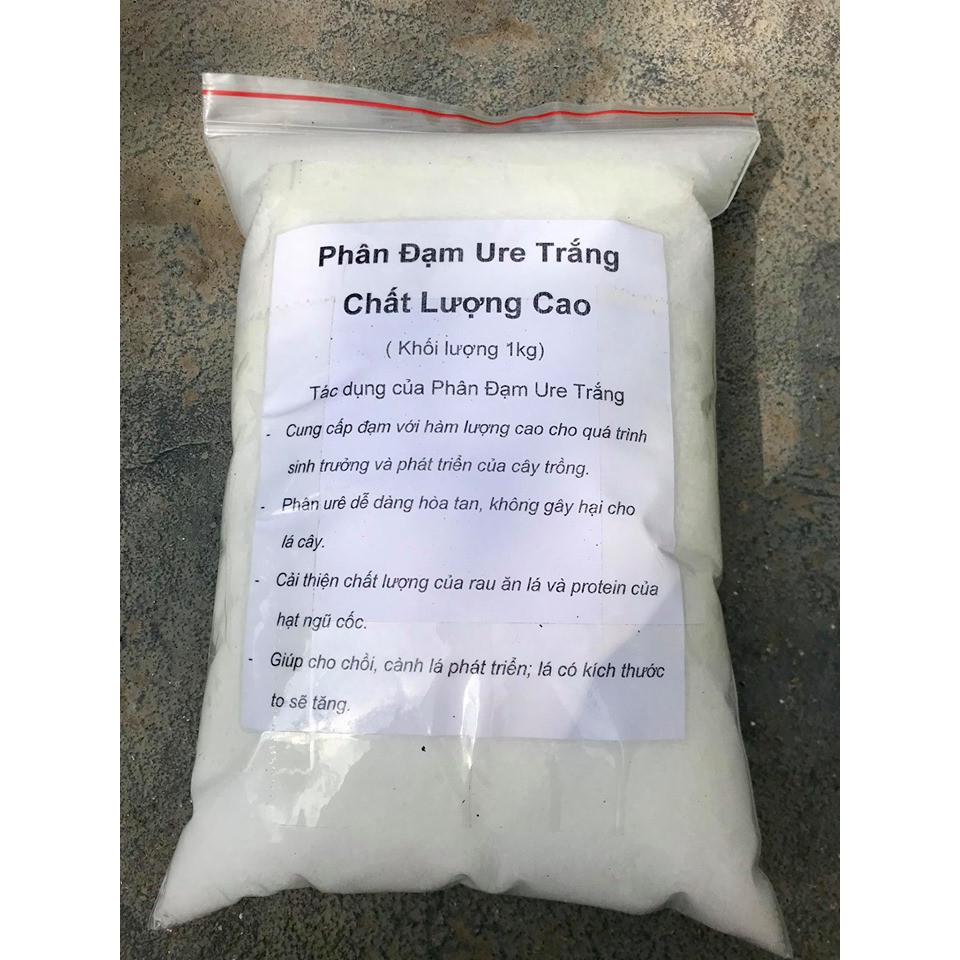 Phân Đạm Ure Trắng
Chất Lượng Cao
( Khối lượng 1kg)
Tác dụng của Phân Đạm Ure Trắng
- Cung cấp đạm với hàm lượng cao cho quá trình
sinh trưởng và phát triển của cây trồng.
- Phân urê dễ dàng hòa tan, không gây hại cho
lá cây.
- Cải thiện chất lượng của rau ăn lá và protein của
hạt ngũ cốc.
- Giúp cho chồi, cành lá phát triển; lá có kích thước
to sẽ tăng.